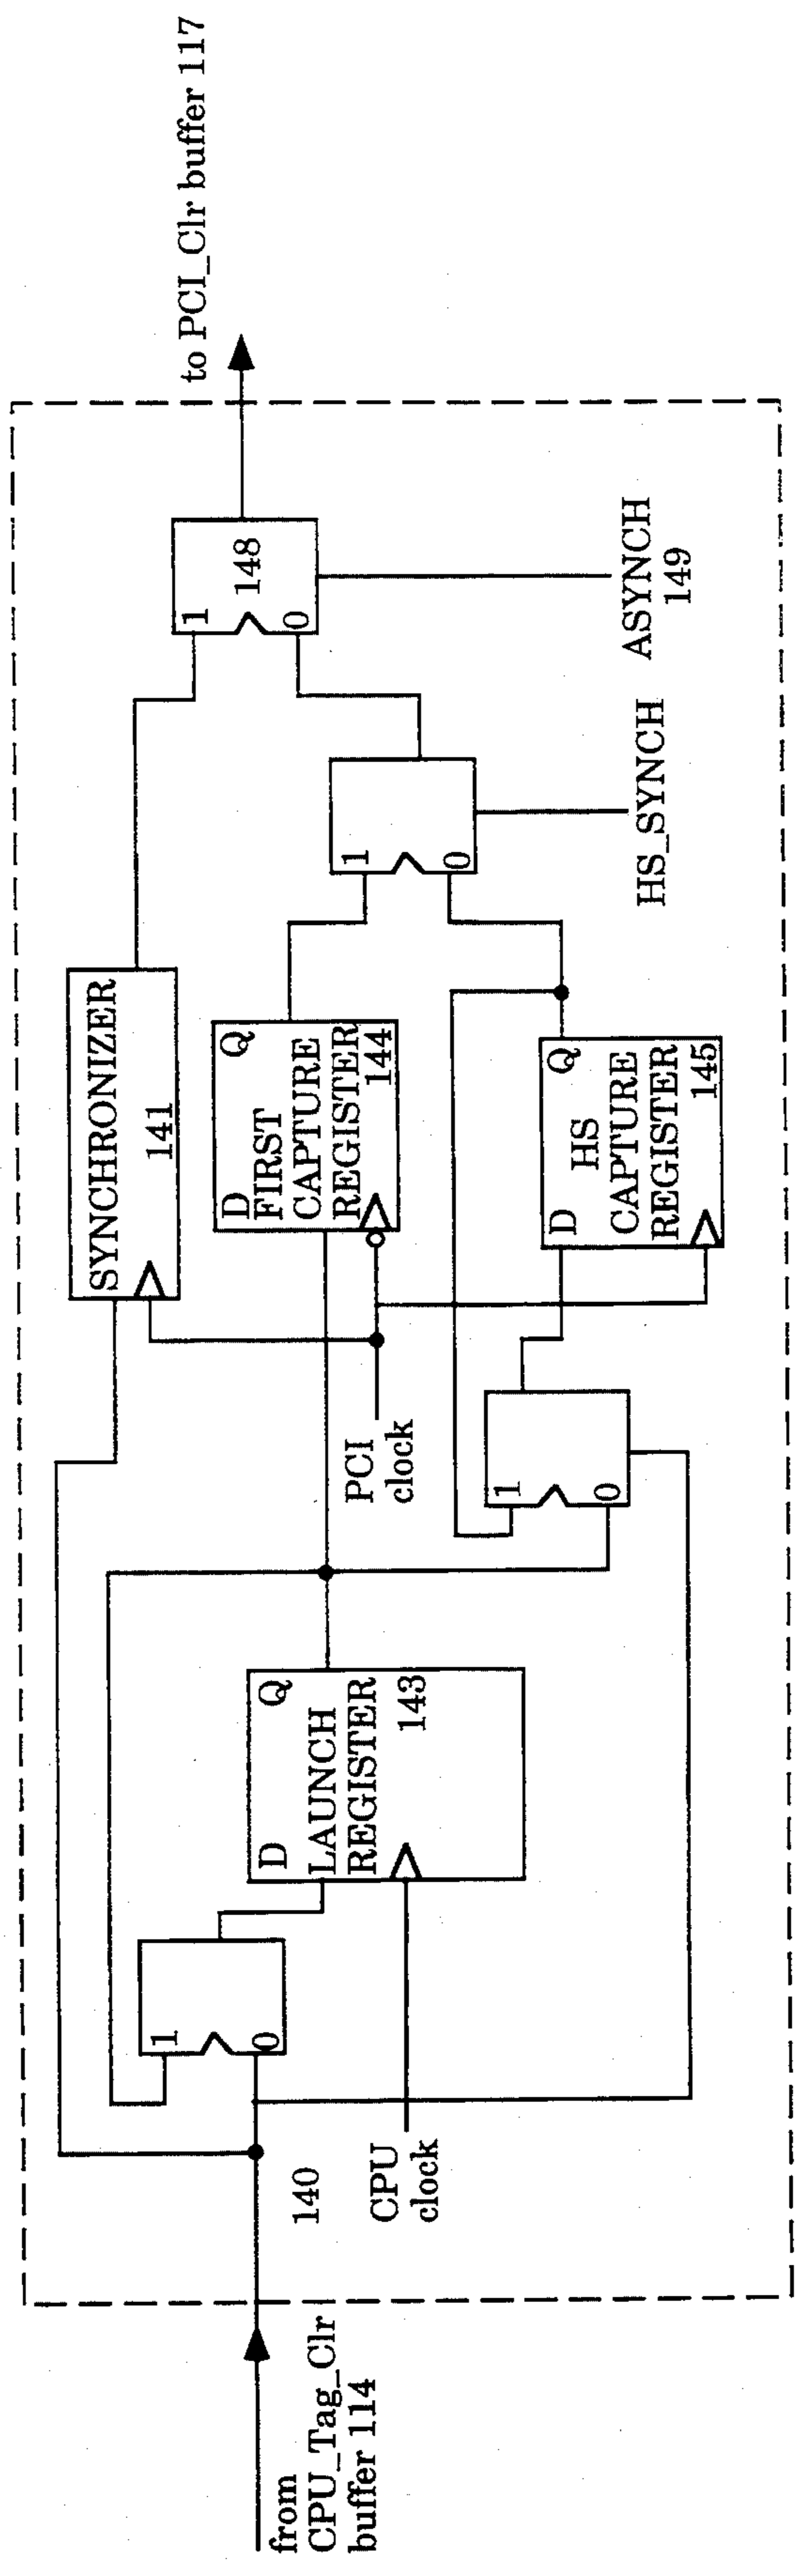 from
CPU_Tag_Clr
buffer 114
140
CPU
clock
1
0
D
Q
LAUNCH
REGISTER
143
PCI
clock
1
0
SYNCHRONIZER
141
D
Q
FIRST
CAPTURE
REGISTER
144
D
Q
HS
CAPTURE
REGISTER
145
1
0
HS_SYNCH
1
0
148
ASYNCH
149
to PCI_Clr buffer 117